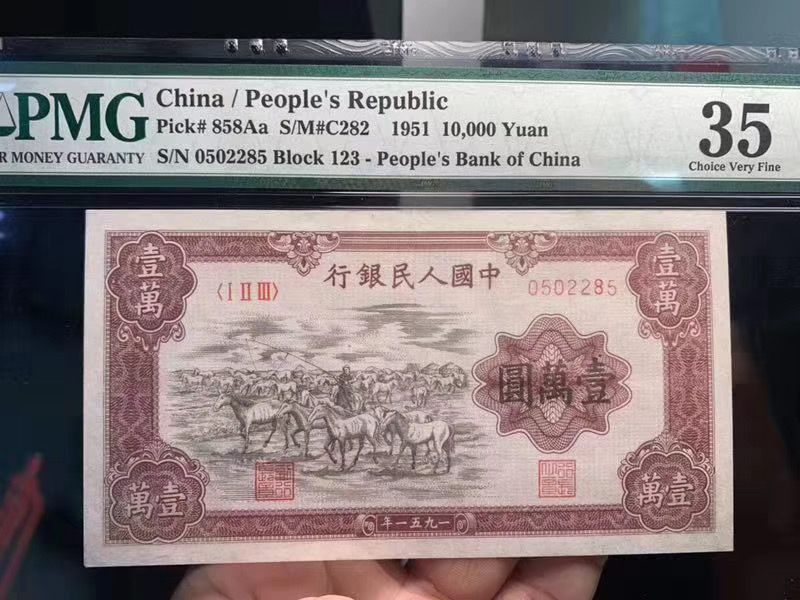 PMG
China / People's Republic
Pick# 858Aa S/M#C282 1951 10,000 Yuan
S/N 0502285 Block 123 - People's Bank of China
R MONEY GUARANTY
35
Choice Very Fine
壹萬
行銀民人國中
壹萬
〈I II III〉
0502285
圓萬壹
萬壹
年一五九一
萬壹